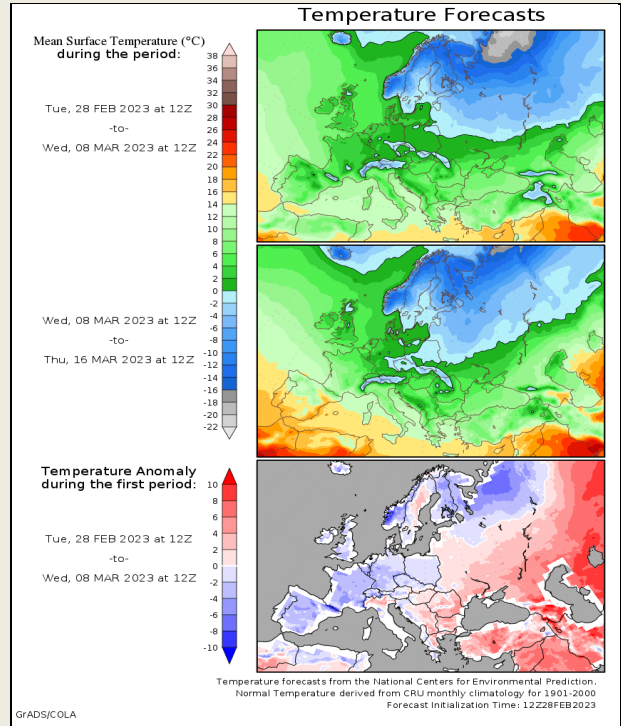 Temperature Forecasts
Mean Surface Temperature (°C)
during the period:
Tue, 28 FEB 2023 at 12Z
-to-
Wed, 08 MAR 2023 at 12Z
38
36
34
32
30
28
26
24
22
20
18
16
14
12
10
8
6
4
2
0
-2
-4
-6
-8
-10
-12
-14
-16
-18
-20
-22
Wed, 08 MAR 2023 at 12Z
-to-
Thu, 16 MAR 2023 at 12Z
Temperature Anomaly
during the first period:
Tue, 28 FEB 2023 at 12Z
-to-
Wed, 08 MAR 2023 at 12Z
10
8
6
4
2
0
-2
-4
-6
-8
-10
Temperature forecasts from the National Centers for Environmental Prediction.
Normal Temperature derived from CRU monthly climatology for 1901-2000
Forecast Initialization Time: 12Z28FEB2023
GrADS/COLA